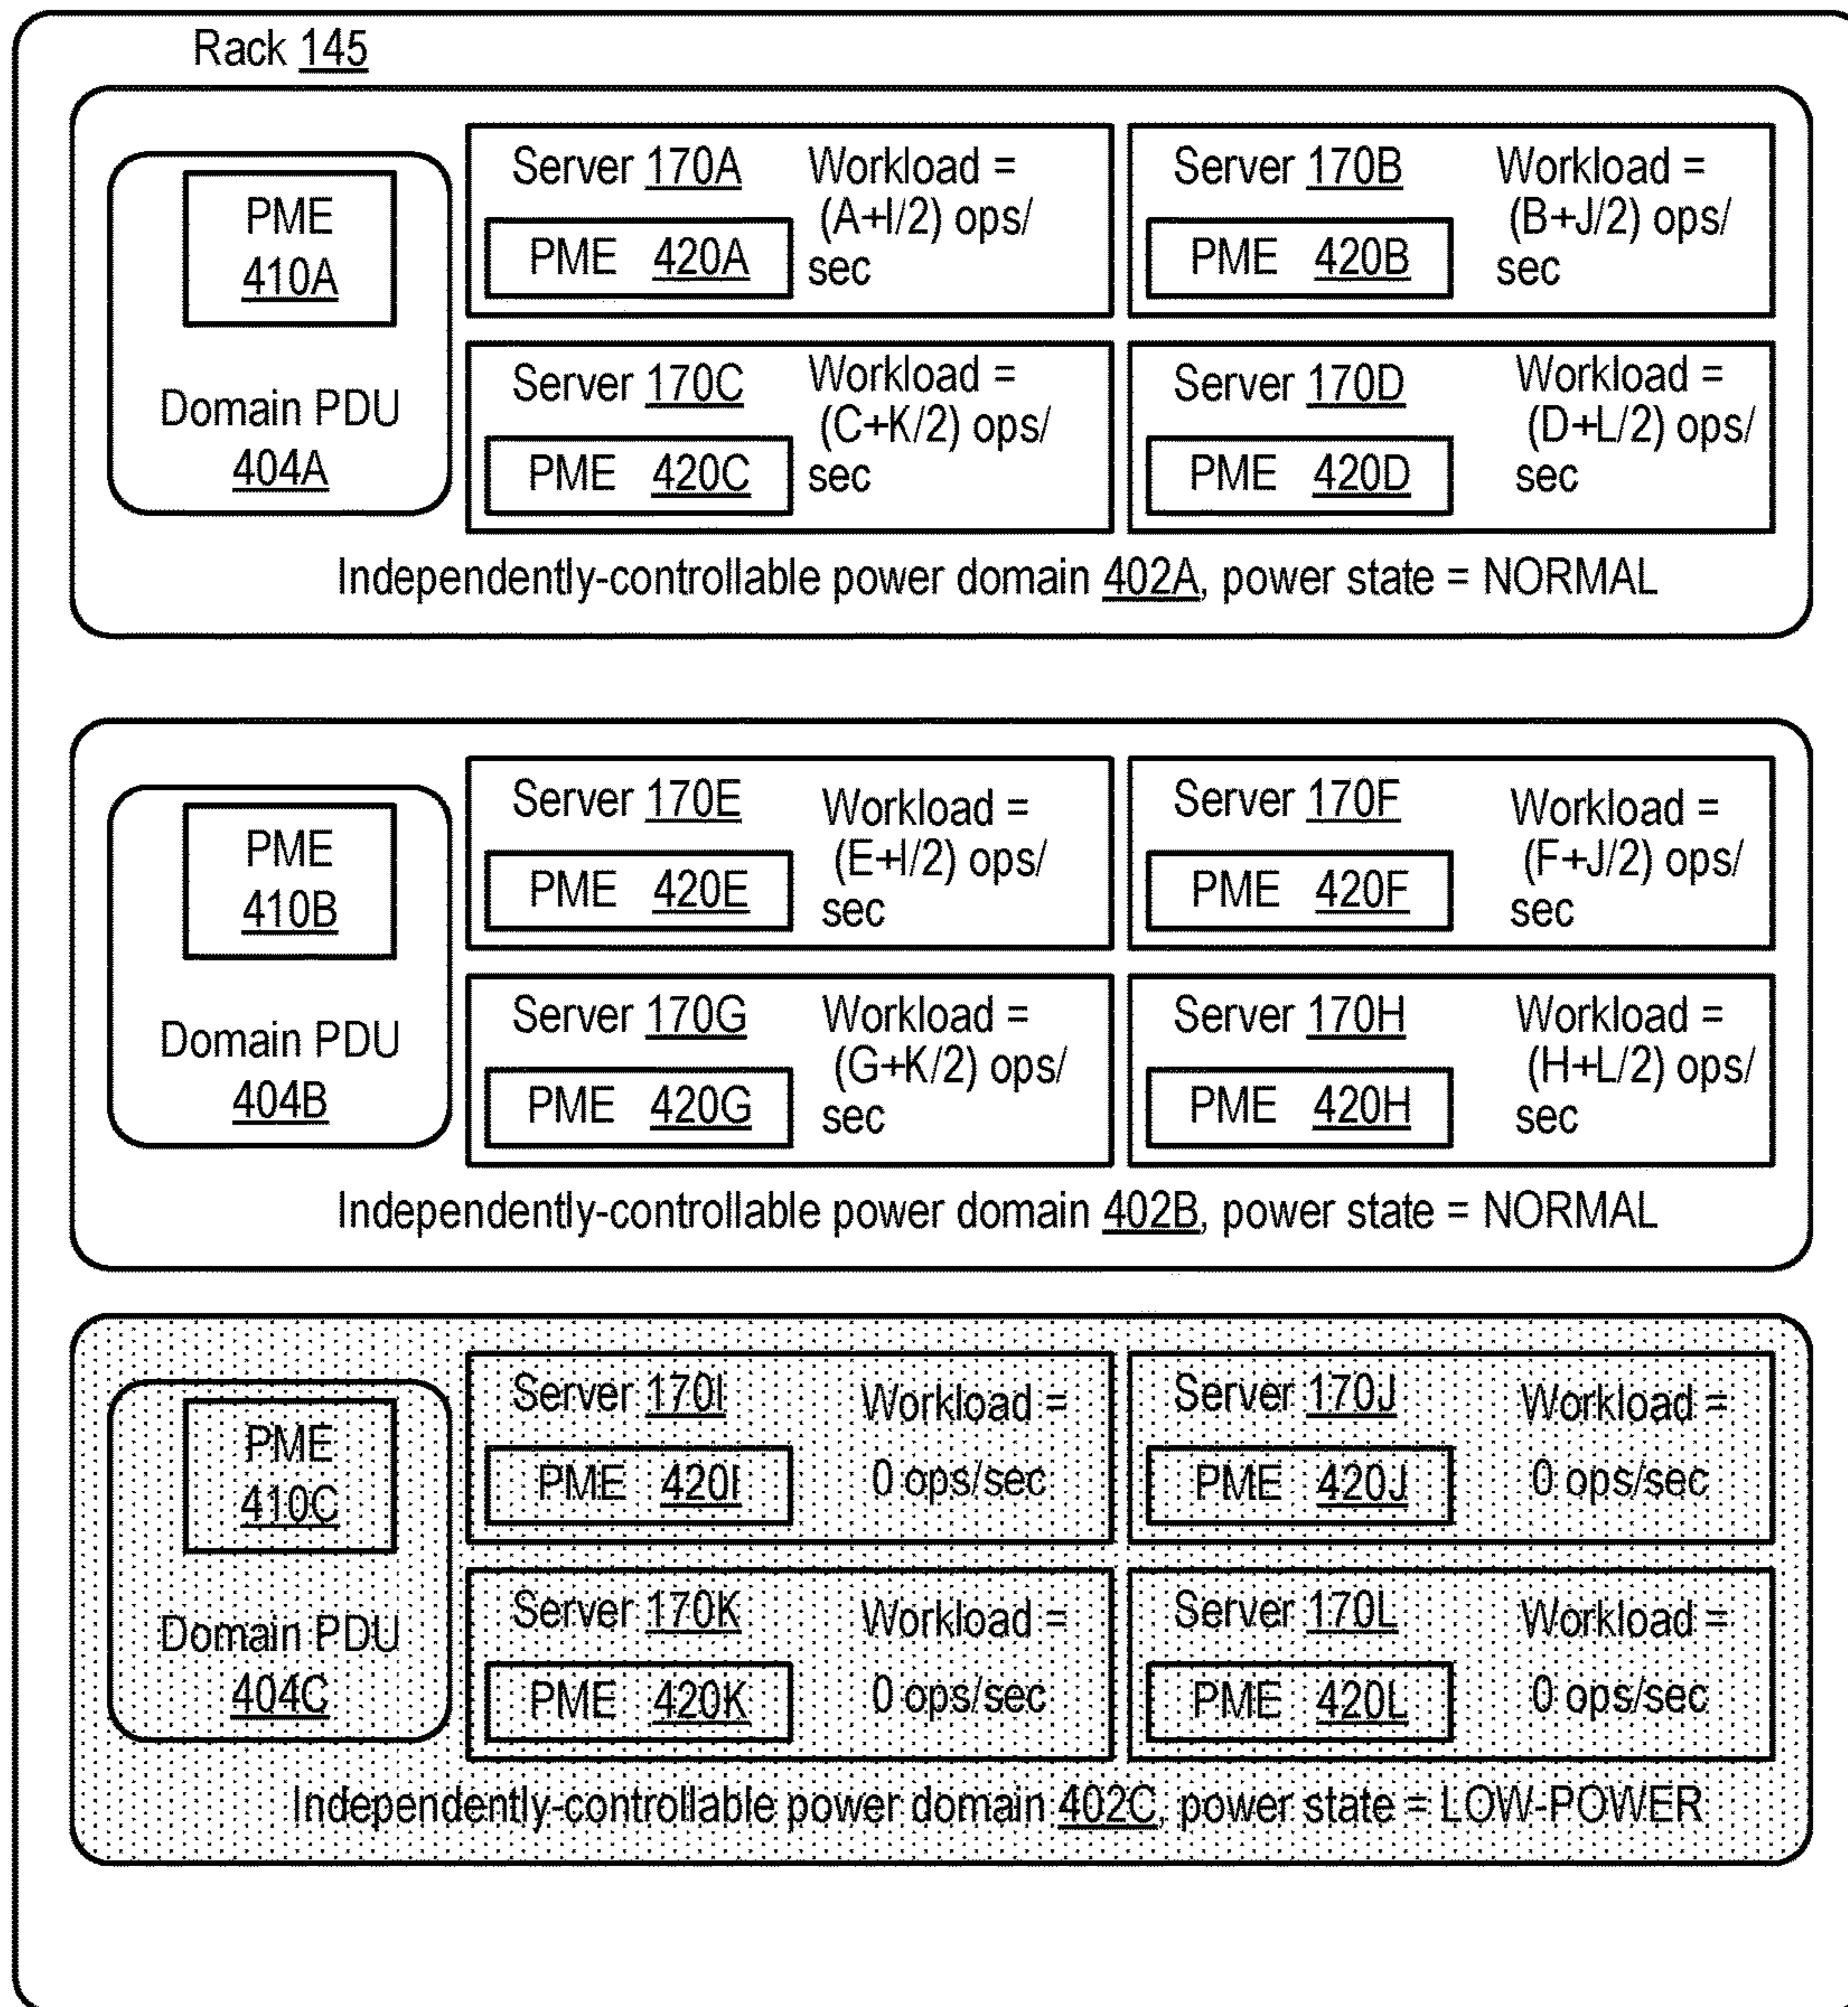 Rack 145
PME
410A
Domain PDU
404A
Server 170A
PME 420A
Workload =
(A+I/2) ops/
sec
Server 170B
PME 420B
Workload =
(B+J/2) ops/
sec
Server 170C
PME 420C
Workload =
(C+K/2) ops/
sec
Server 170D
PME 420D
Workload =
(D+L/2) ops/
sec
Independently-controllable power domain 402A, power state = NORMAL
PME
410B
Domain PDU
404B
Server 170E
PME 420E
Workload =
(E+I/2) ops/
sec
Server 170F
PME 420F
Workload =
(F+J/2) ops/
sec
Server 170G
PME 420G
Workload =
(G+K/2) ops/
sec
Server 170H
PME 420H
Workload =
(H+L/2) ops/
sec
Independently-controllable power domain 402B, power state = NORMAL
PME
410C
Domain PDU
404C
Server 170I
PME 420I
Workload =
0 ops/sec
Server 170J
PME 420J
Workload =
0 ops/sec
Server 170K
PME 420K
Workload =
0 ops/sec
Server 170L
PME 420L
Workload =
0 ops/sec
Independently-controllable power domain 402C, power state = LOW-POWER